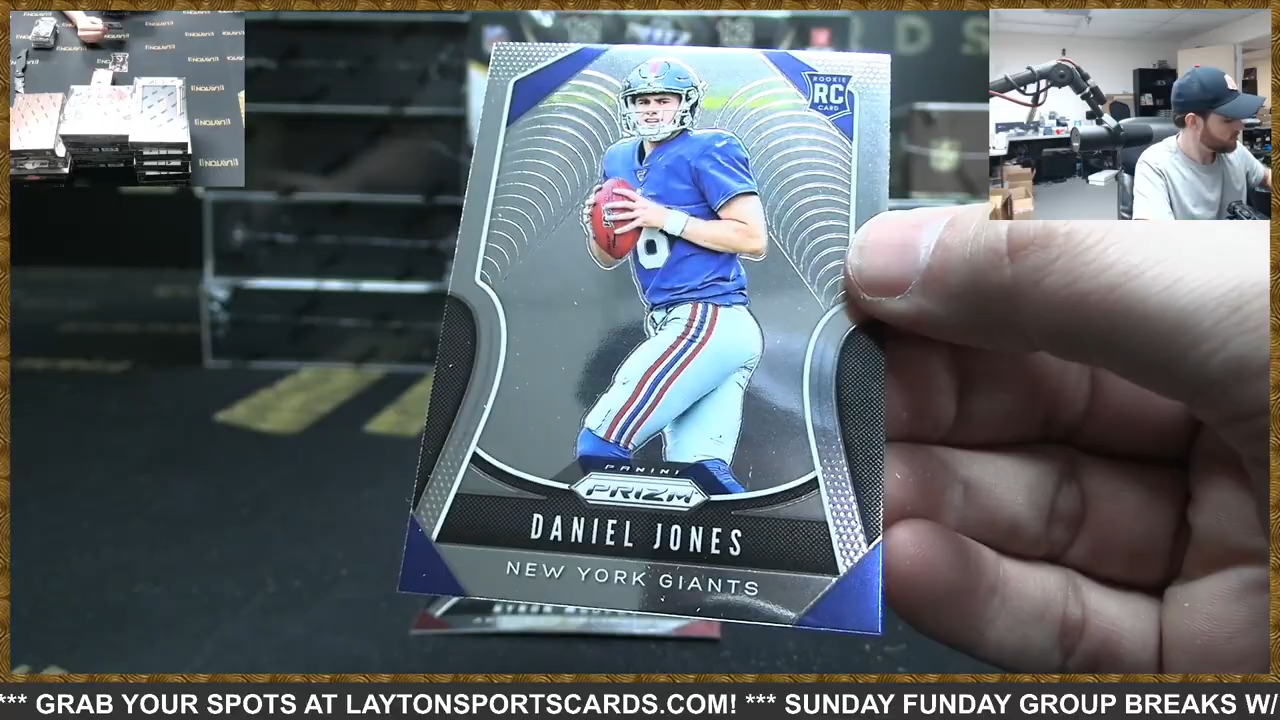 ROOKIE
RC
CARD
8
PANINI
PRIZM
DANIEL JONES
NEW YORK GIANTS
*** GRAB YOUR SPOTS AT LAYTONSPORTSCARDS.COM! *** SUNDAY FUNDAY GROUP BREAKS W/